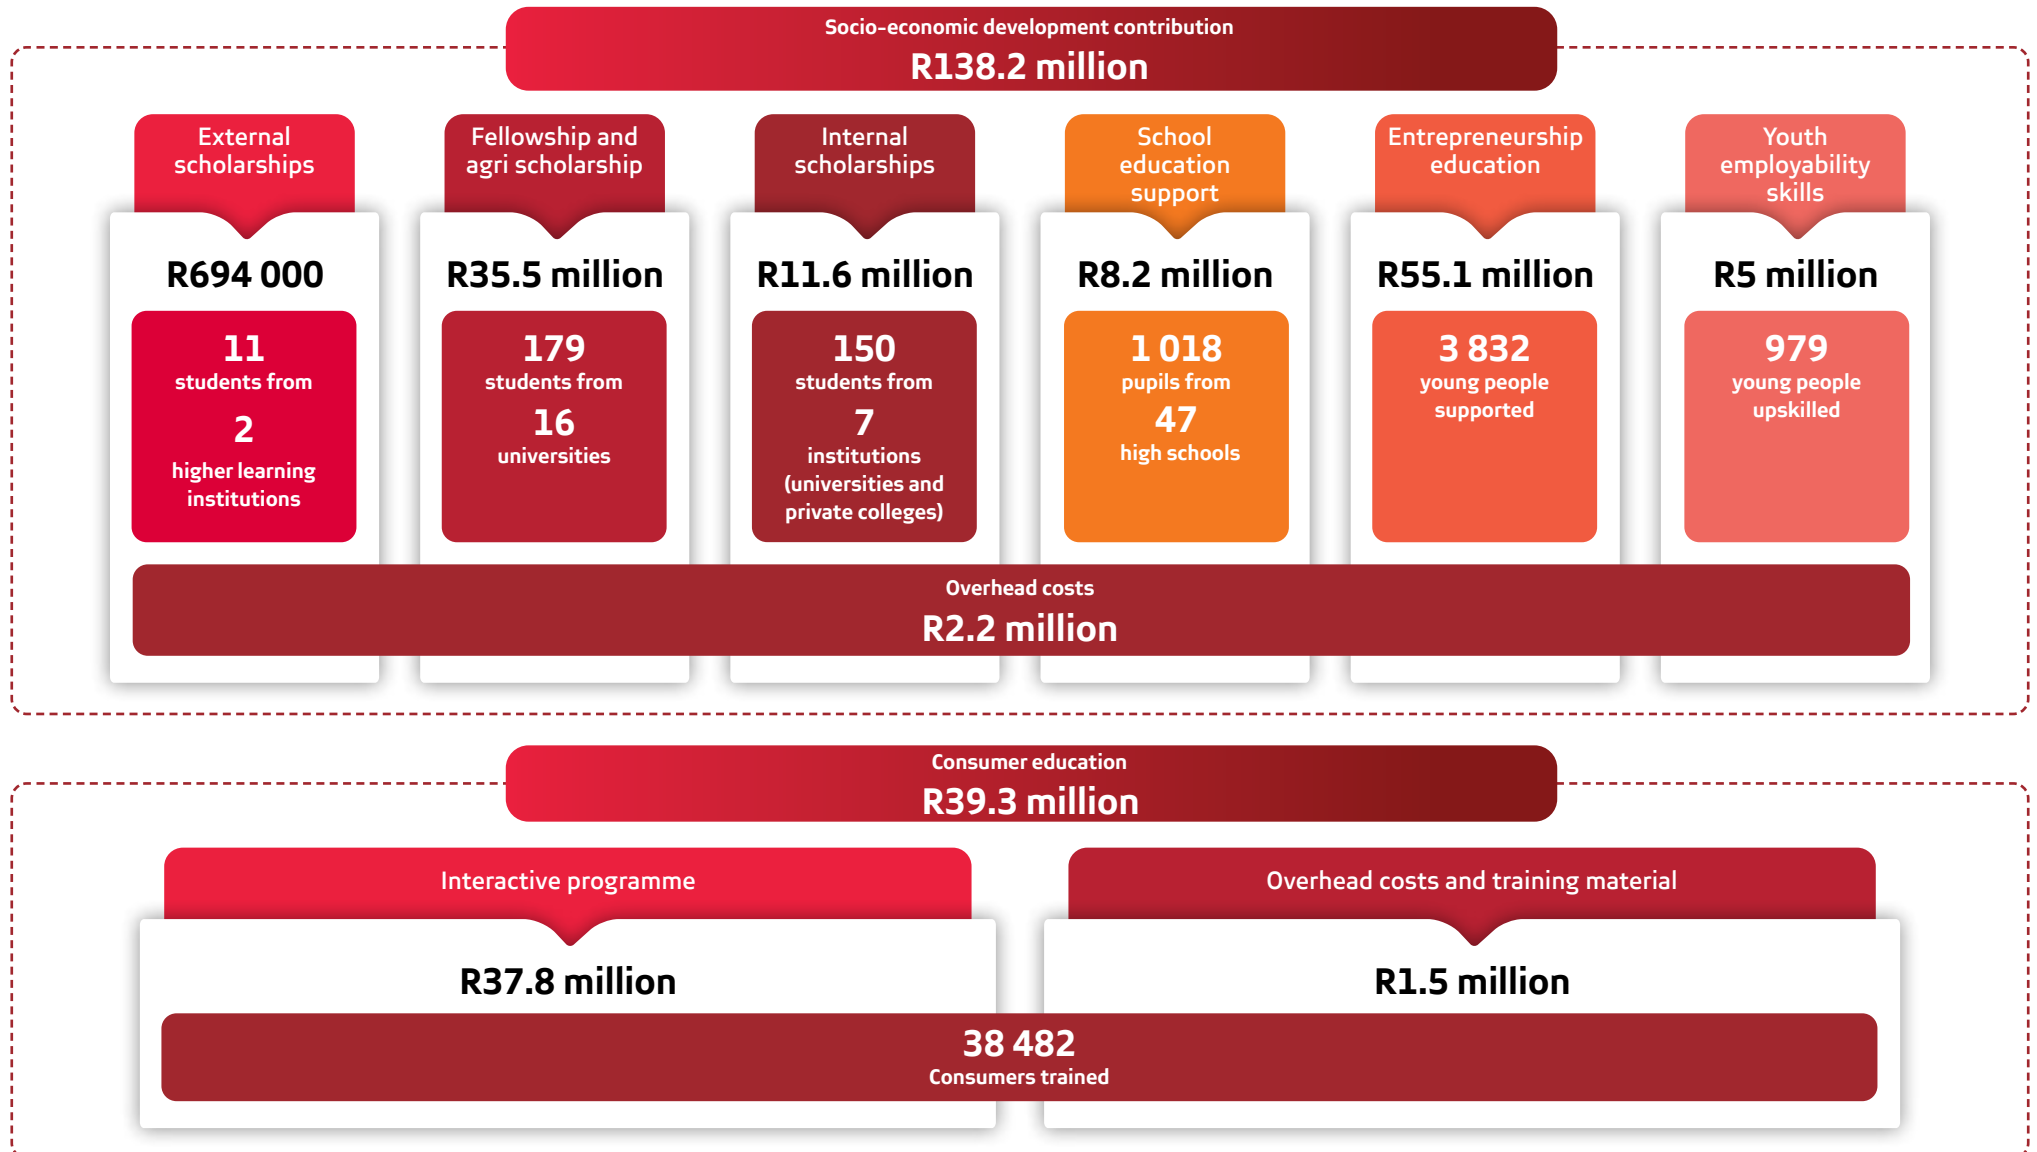 Socio-economic development contribution
R138.2 million
External
scholarships
R694 000
11
students from
2
higher learning
institutions
Fellowship and
agri scholarship
R35.5 million
179
students from
16
universities
Internal
scholarships
R11.6 million
150
students from
7
institutions
(universities and
private colleges)
School
education
support
R8.2 million
1 018
pupils from
47
high schools
Entrepreneurship
education
R55.1 million
3 832
young people
supported
Youth
employability
skills
R5 million
979
young people
upskilled
Overhead costs
R2.2 million
Consumer education
R39.3 million
Interactive programme
R37.8 million
Overhead costs and training material
R1.5 million
38 482
Consumers trained